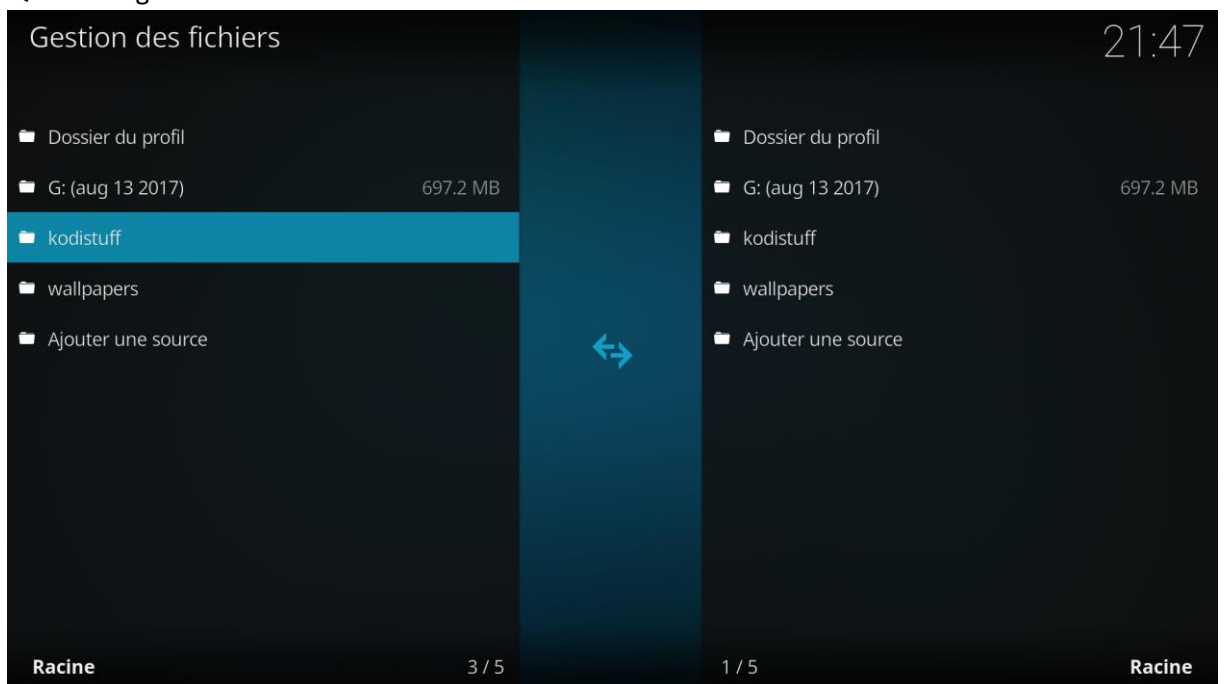 Gestion des fichiers
21:47
Dossier du profil
G: (aug 13 2017) 697.2 MB
kodistuff
wallpapers
Ajouter une source
Racine 3 / 5
Dossier du profil
G: (aug 13 2017) 697.2 MB
kodistuff
wallpapers
Ajouter une source
1 / 5 Racine